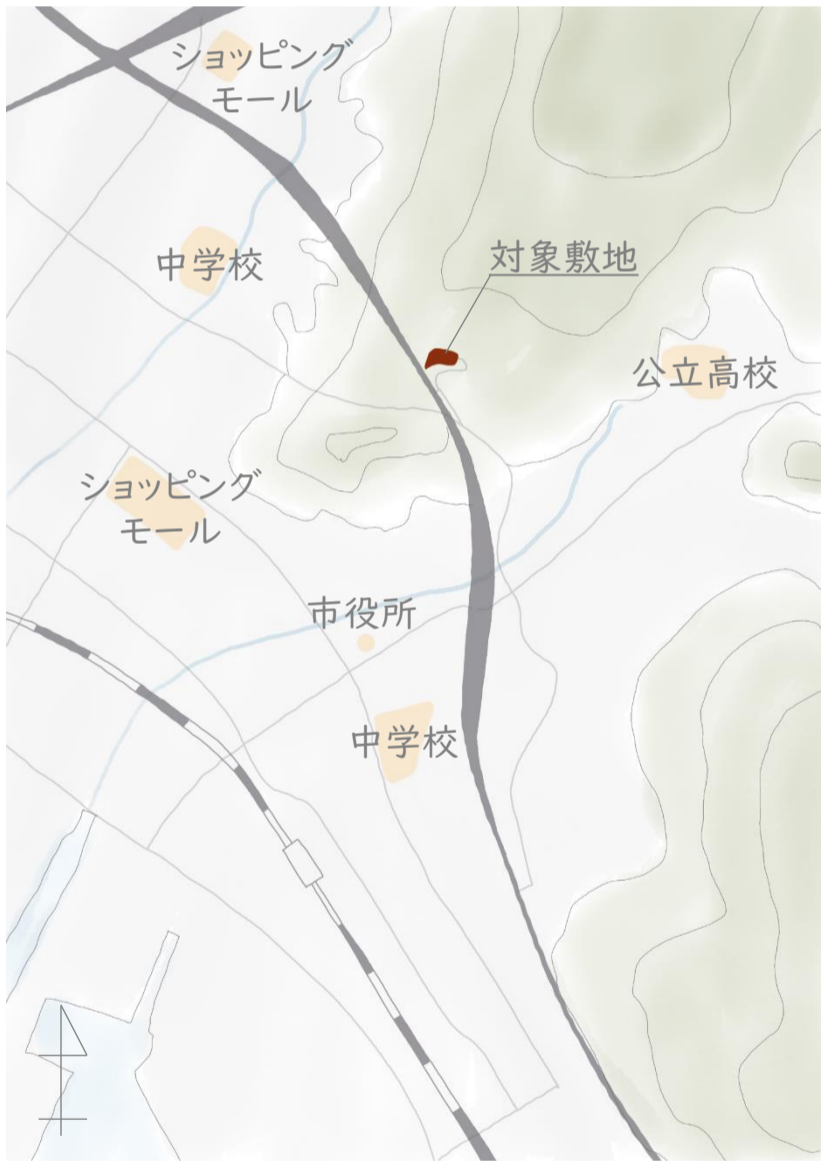 ショッピング
モール
中学校
対象敷地
公立高校
ショッピング
モール
市役所
中学校